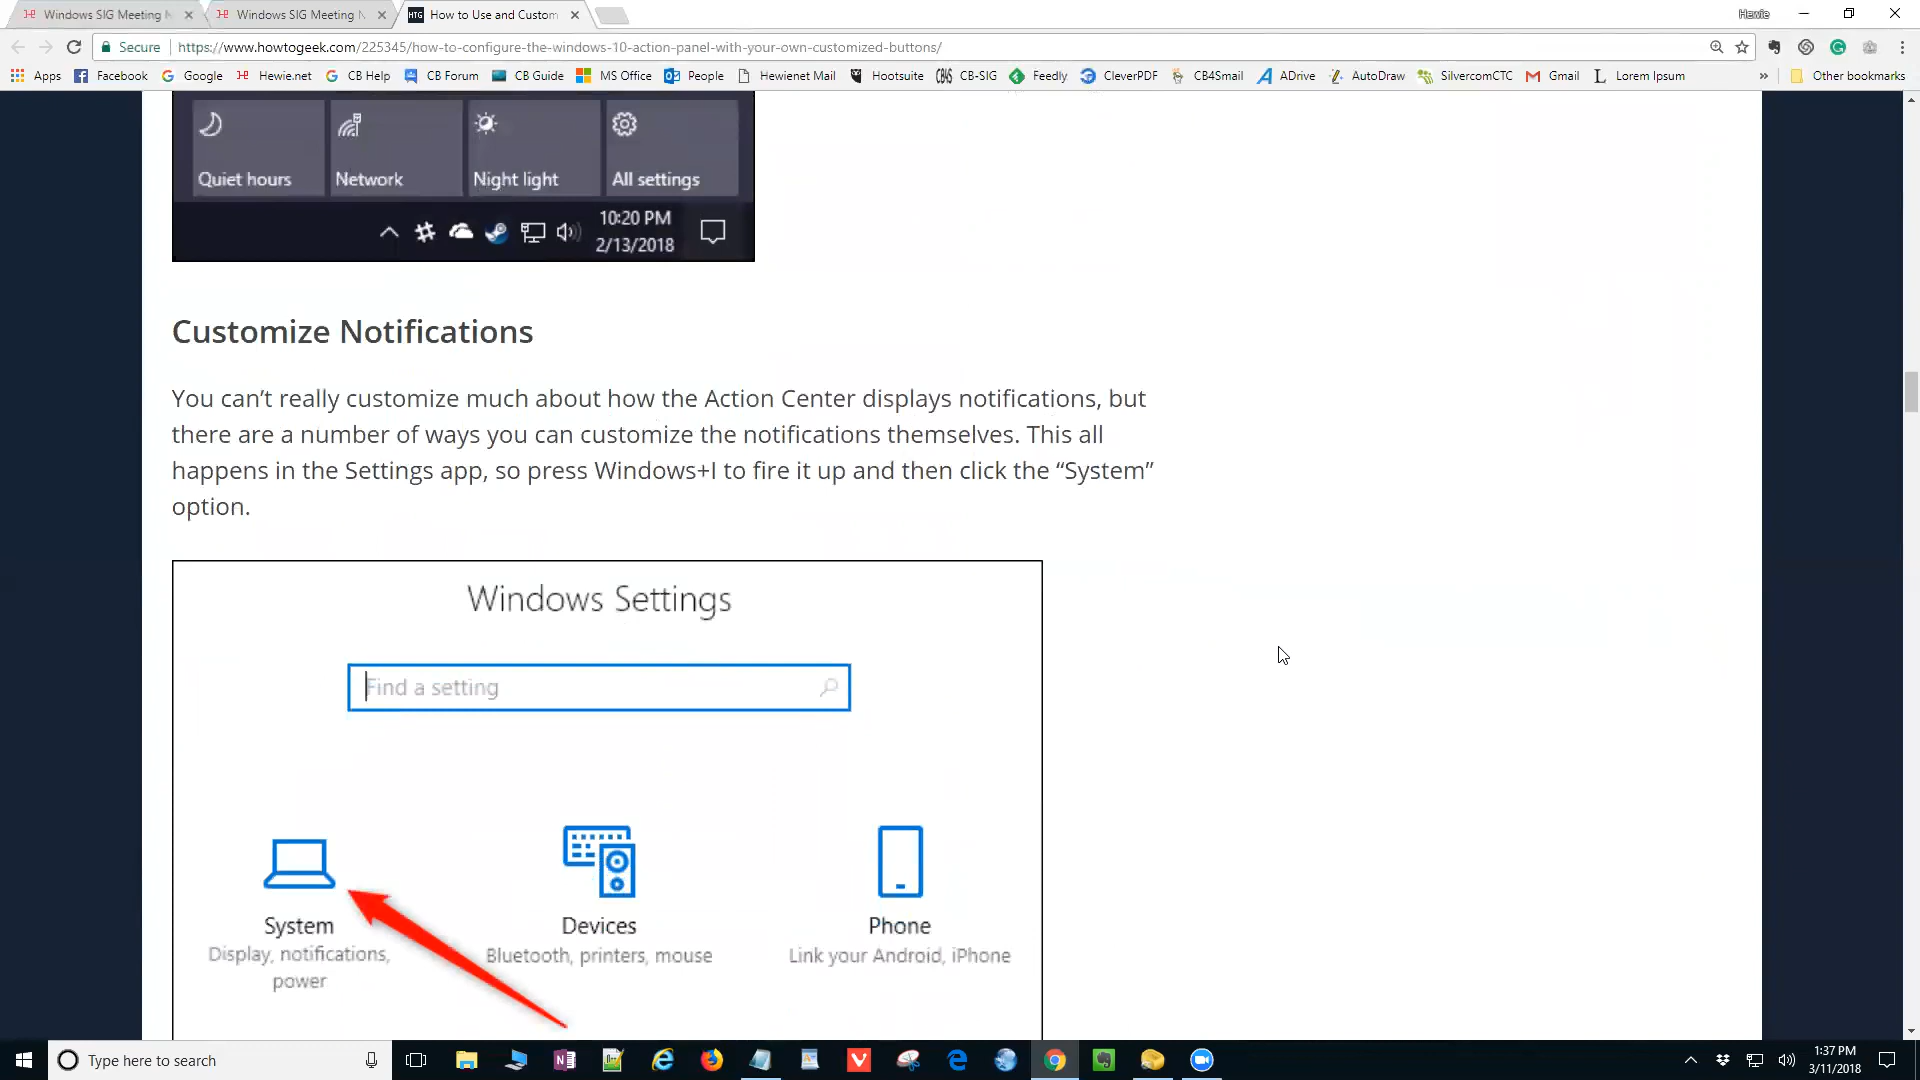 Windows SIG Meeting N
Windows SIG Meeting N
HTG How to Use and Custom
Hewie
Secure https://www.howtogeek.com/225345/how-to-configure-the-windows-10-action-panel-with-your-own-customized-buttons/
Apps Facebook Google Hewie.net CB Help CB Forum CB Guide MS Office People Hewienet Mail Hootsuite CB-SIG Feedly CleverPDF CB4Smail ADrive AutoDraw SilvercomCTC Gmail Lorem Ipsum » Other bookmarks
Quiet hours Network Night light All settings
10:20 PM
2/13/2018
Customize Notifications
You can’t really customize much about how the Action Center displays notifications, but
there are a number of ways you can customize the notifications themselves. This all
happens in the Settings app, so press Windows+I to fire it up and then click the “System”
option.
Windows Settings
Find a setting
System Devices Phone
Display, notifications, Bluetooth, printers, mouse Link your Android, iPhone
power
Type here to search
1:37 PM
3/11/2018